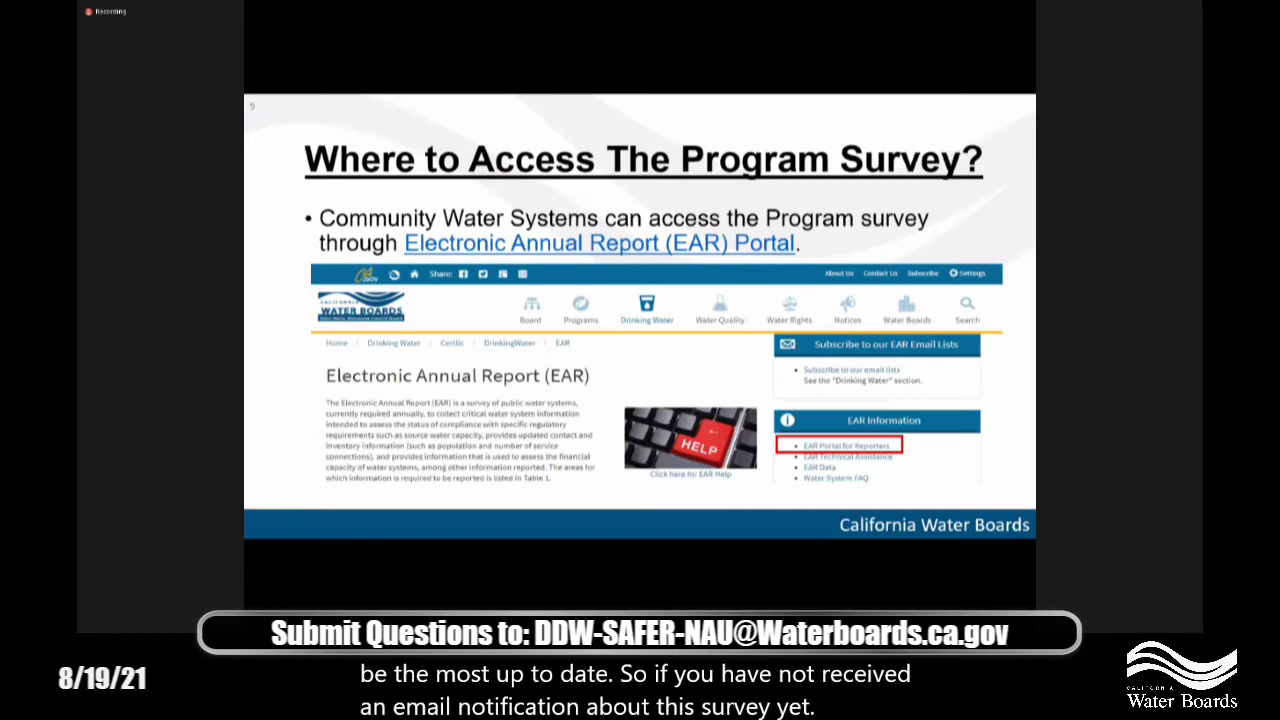 Recording
9
Where to Access The Program Survey?
• Community Water Systems can access the Program survey
through Electronic Annual Report (EAR) Portal.
CA.GOV Share: About Us Contact Us Subscribe Settings
CALIFORNIA
WATER BOARDS
Board Programs Drinking Water Water Quality Water Rights Notices Water Boards Search
Home Drinking Water Certlic DrinkingWater EAR
Subscribe to our EAR Email Lists
• Subscribe to our email lists
See the "Drinking Water" section.
Electronic Annual Report (EAR)
The Electronic Annual Report (EAR) is a survey of public water systems,
currently required annually, to collect critical water system information
intended to assess the status of compliance with specific regulatory
requirements such as source water capacity, provides updated contact and
inventory information (such as population and number of service
connections), and provides information that is used to assess the financial
capacity of water systems, among other information reported. The areas for
which information is required to be reported is listed in Table 1.
HELP
Click here for EAR Help
EAR Information
• EAR Portal for Reporters
• EAR Technical Assistance
• EAR Data
• Water System FAQ
California Water Boards
Submit Questions to: DDW-SAFER-NAU@Waterboards.ca.gov
8/19/21
be the most up to date. So if you have not received
an email notification about this survey yet.
CALIFORNIA
Water Boards